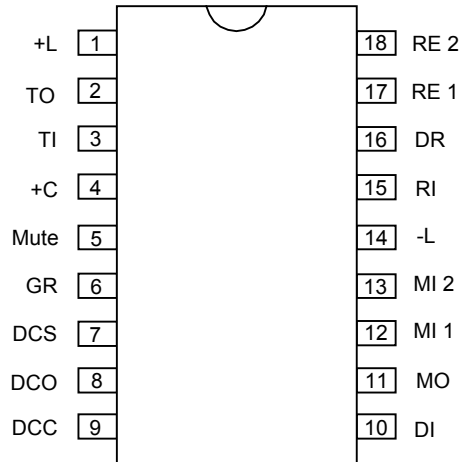 +L 1 18 RE 2
TO 2 17 RE 1
TI 3 16 DR
+C 4 15 RI
Mute 5 14 -L
GR 6 13 MI 2
DCS 7 12 MI 1
DCO 8 11 MO
DCC 9 10 DI